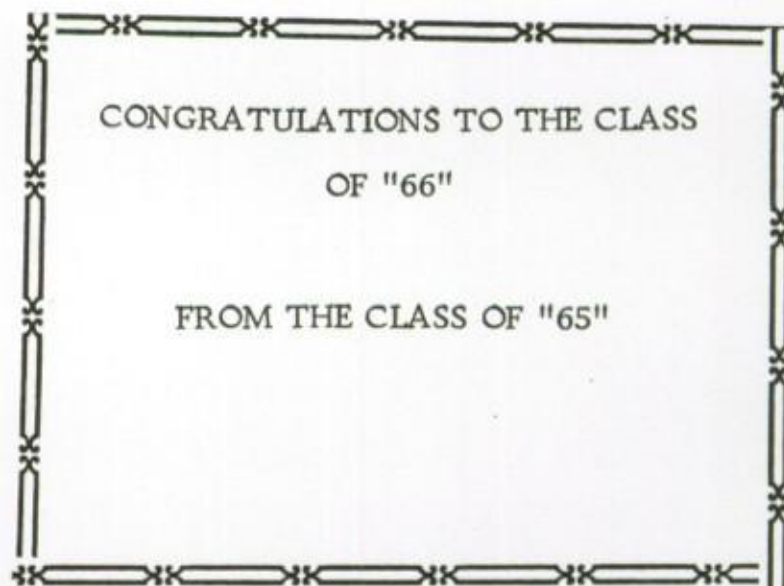 CONGRATULATIONS TO THE CLASS
OF "66"
FROM THE CLASS OF "65"